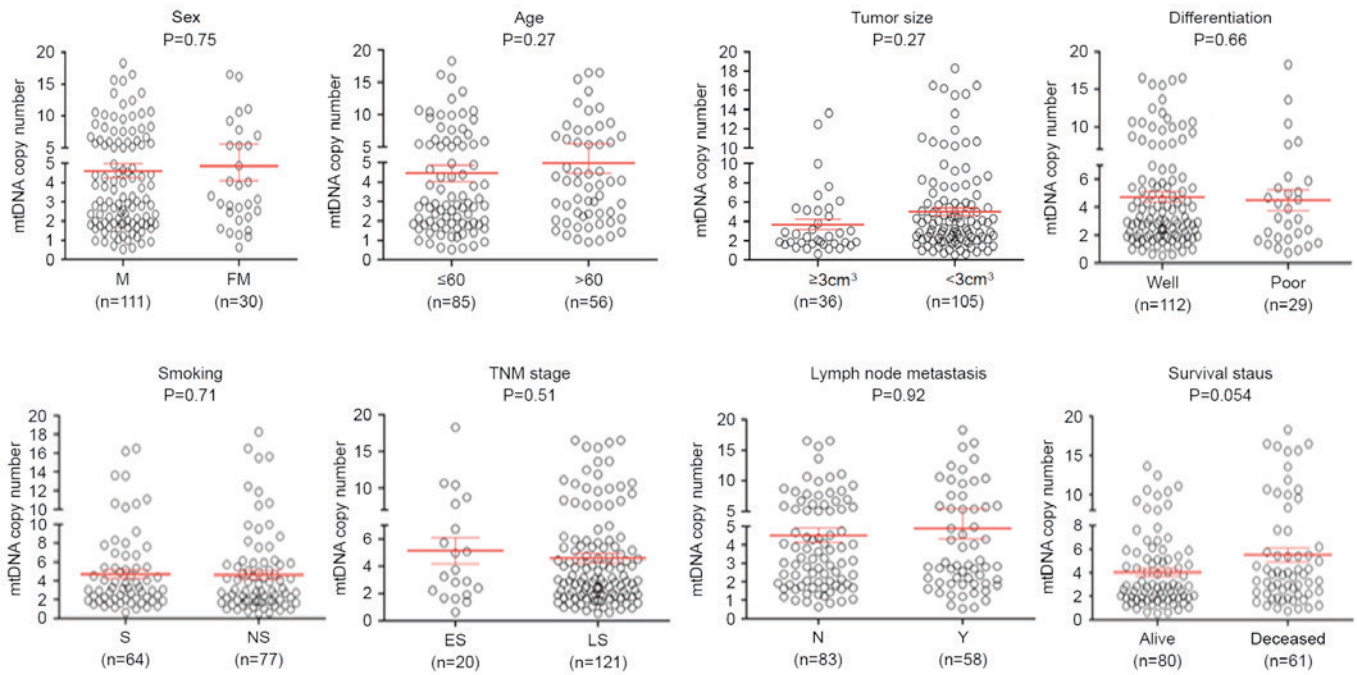 Sex
P=0.75
mtDNA copy number
20
15
10
5
5
4
3
2
1
0
M
FM
(n=111)
(n=30)
Age
P=0.27
mtDNA copy number
20
15
10
5
5
4
3
2
1
0
≤60
>60
(n=85)
(n=56)
Tumor size
P=0.27
mtDNA copy number
20
18
16
14
12
10
10
8
6
4
2
0
≥3cm³
<3cm³
(n=36)
(n=105)
Differentiation
P=0.66
mtDNA copy number
20
15
10
8
6
4
2
0
Well
Poor
(n=112)
(n=29)
Smoking
P=0.71
mtDNA copy number
20
18
16
14
12
10
10
8
6
4
2
0
S
NS
(n=64)
(n=77)
TNM stage
P=0.51
mtDNA copy number
20
15
10
8
6
4
2
0
ES
LS
(n=20)
(n=121)
Lymph node metastasis
P=0.92
mtDNA copy number
20
15
10
5
5
4
3
2
1
0
N
Y
(n=83)
(n=58)
Survival staus
P=0.054
mtDNA copy number
20
15
10
8
6
4
2
0
Alive
Deceased
(n=80)
(n=61)